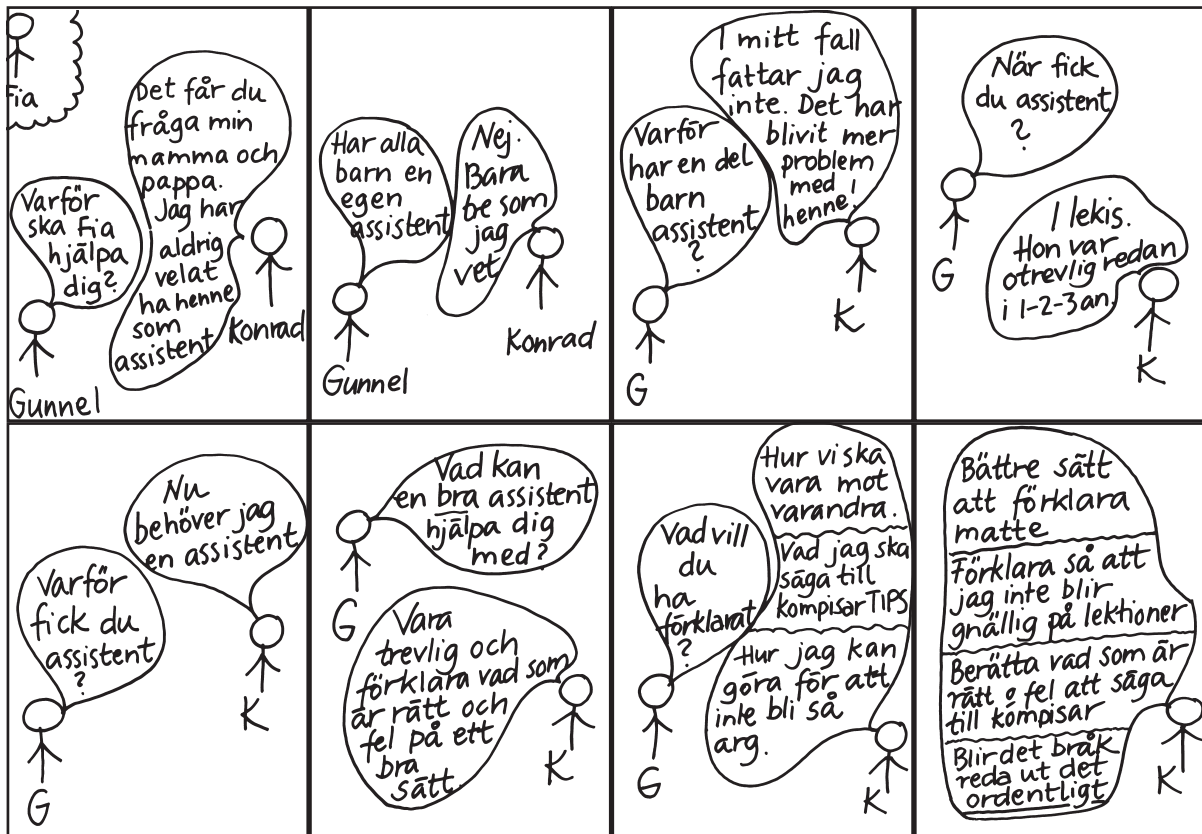 Fia
Varför
ska Fia
hjälpa
dig?
Det får du
fråga min
mamma och
pappa.
Jag har
aldrig
velat
ha henne
som
assistent
Gunnel
Konrad
Har alla
barn en
egen
assistent
Nej.
Bara
be som
jag
vet
Gunnel
Konrad
Varför
har en del
barn
assistent
?
I mitt fall
fattar jag
inte. Det har
blivit mer
problem
med
henne!
G
K
När fick
du assistent
?
I lekis.
Hon var
otrevlig redan
i 1-2-3an.
G
K
Varför
fick du
assistent
?
Nu
behöver jag
en assistent
G
K
Vad kan
en bra assistent
hjälpa dig
med?
Vara
trevlig och
förklara vad som
är rätt och
fel på ett
bra
sätt.
G
K
Vad vill
du
ha
förklarat
?
Hur vi ska
vara mot
varandra.
Vad jag ska
säga till
kompisar TIPS
Hur jag kan
göra för att
inte bli så
arg.
G
K
Bättre sätt
att förklara
matte
Förklara så att
jag inte blir
gnällig på lektioner
Berätta vad som är
rätt o fel att säga
till kompisar
Blir det bråk
reda ut det
ordentligt
K